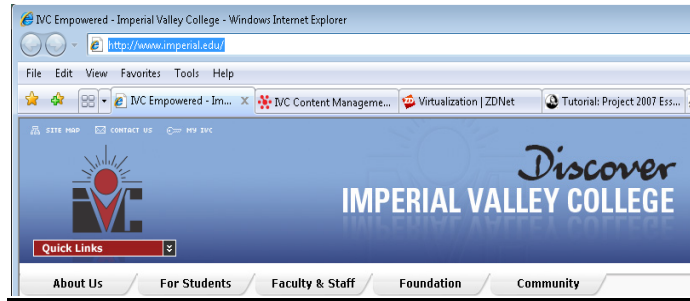 IVC Empowered - Imperial Valley College - Windows Internet Explorer
http://www.imperial.edu/
File Edit View Favorites Tools Help
IVC Empowered - Im... X IVC Content Manageme... Virtualization | ZDNet Tutorial: Project 2007 Ess...
SITE MAP CONTACT US MY IVC
Discover
IMPERIAL VALLEY COLLEGE
IVC
Quick Links
About Us For Students Faculty & Staff Foundation Community